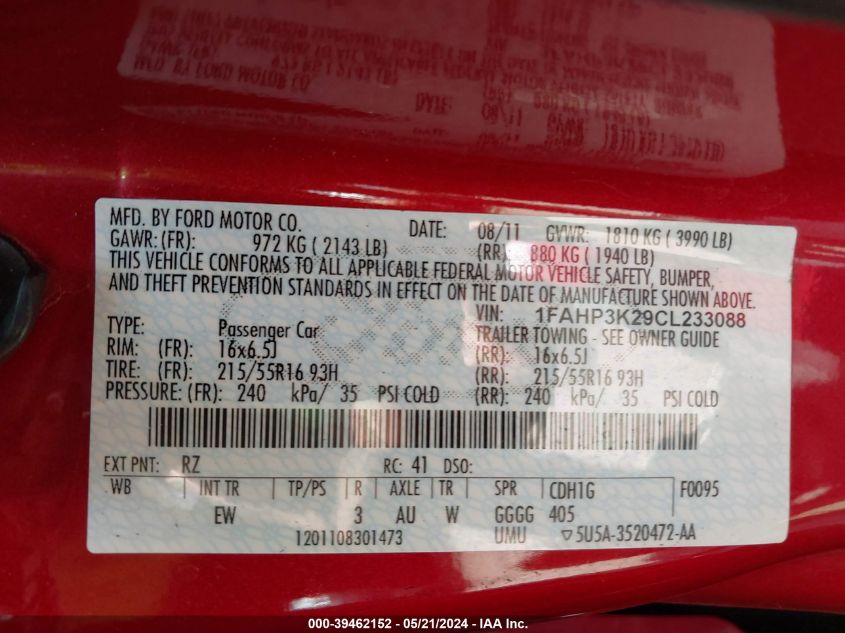 MFD. BY FORD MOTOR CO. DATE: 08/11 GVWR: 1810 KG ( 3990 LB)
GAWR: (FR): 972 KG ( 2143 LB) (RR): 880 KG ( 1940 LB)
THIS VEHICLE CONFORMS TO ALL APPLICABLE FEDERAL MOTOR VEHICLE SAFETY, BUMPER,
AND THEFT PREVENTION STANDARDS IN EFFECT ON THE DATE OF MANUFACTURE SHOWN ABOVE.
VIN: 1FAHP3K29CL233088
TYPE: Passenger Car TRAILER TOWING - SEE OWNER GUIDE
RIM: (FR): 16x6.5J (RR): 16x6.5J
TIRE: (FR): 215/55R16 93H (RR): 215/55R16 93H
PRESSURE: (FR): 240 kPa/ 35 PSI COLD (RR): 240 kPa/ 35 PSI COLD
EXT PNT: RZ RC: 41 DSO:
WB INT TR TP/PS R AXLE TR SPR CDH1G F0095
EW 3 AU W GGGG 405
1201108301473 UMU ▽5U5A-3520472-AA
000-39462152 - 05/21/2024 - IAA Inc.